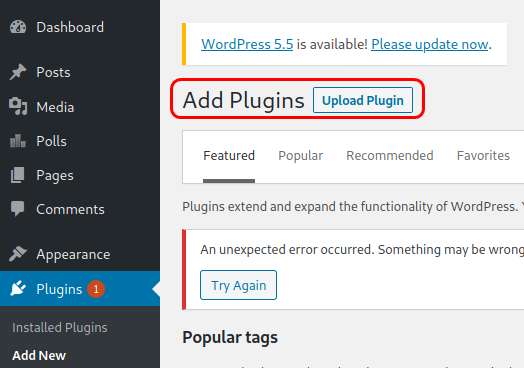 Dashboard
Posts
Media
Polls
Pages
Comments
Appearance
Plugins 1
Installed Plugins
Add New
WordPress 5.5 is available! Please update now.
Add Plugins Upload Plugin
Featured Popular Recommended Favorites
Plugins extend and expand the functionality of WordPress.
An unexpected error occurred. Something may be wrong
Try Again
Popular tags